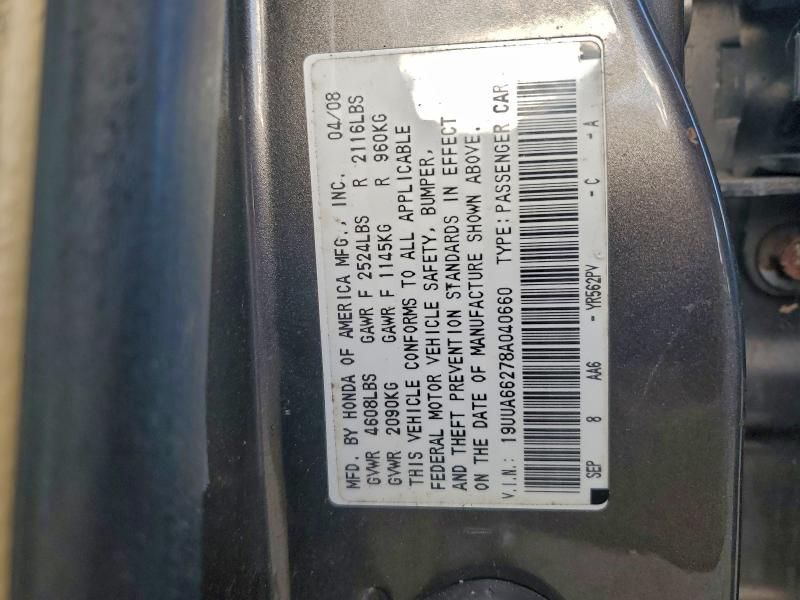 MFD. BY HONDA OF AMERICA MFG., INC. 04/08
GVWR 4608LBS GAWR F 2524LBS R 2116LBS
GVWR 2090KG GAWR F 1145KG R 960KG
THIS VEHICLE CONFORMS TO ALL APPLICABLE
FEDERAL MOTOR VEHICLE SAFETY, BUMPER,
AND THEFT PREVENTION STANDARDS IN EFFECT
ON THE DATE OF MANUFACTURE SHOWN ABOVE.
V.I.N.: 19UUA66278A040660 TYPE: PASSENGER CAR
SEP 8 AA6 - YR562PV - C - A